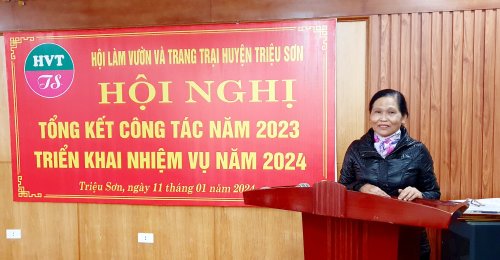 HVT
TS
HỘI LÀM VƯỜN VÀ TRANG TRẠI HUYỆN TRIỆU SƠN
HỘI NGHỊ
TỔNG KẾT CÔNG TÁC NĂM 2023
TRIỂN KHAI NHIỆM VỤ NĂM 2024
Triệu Sơn, ngày 11 tháng 01 năm 2024